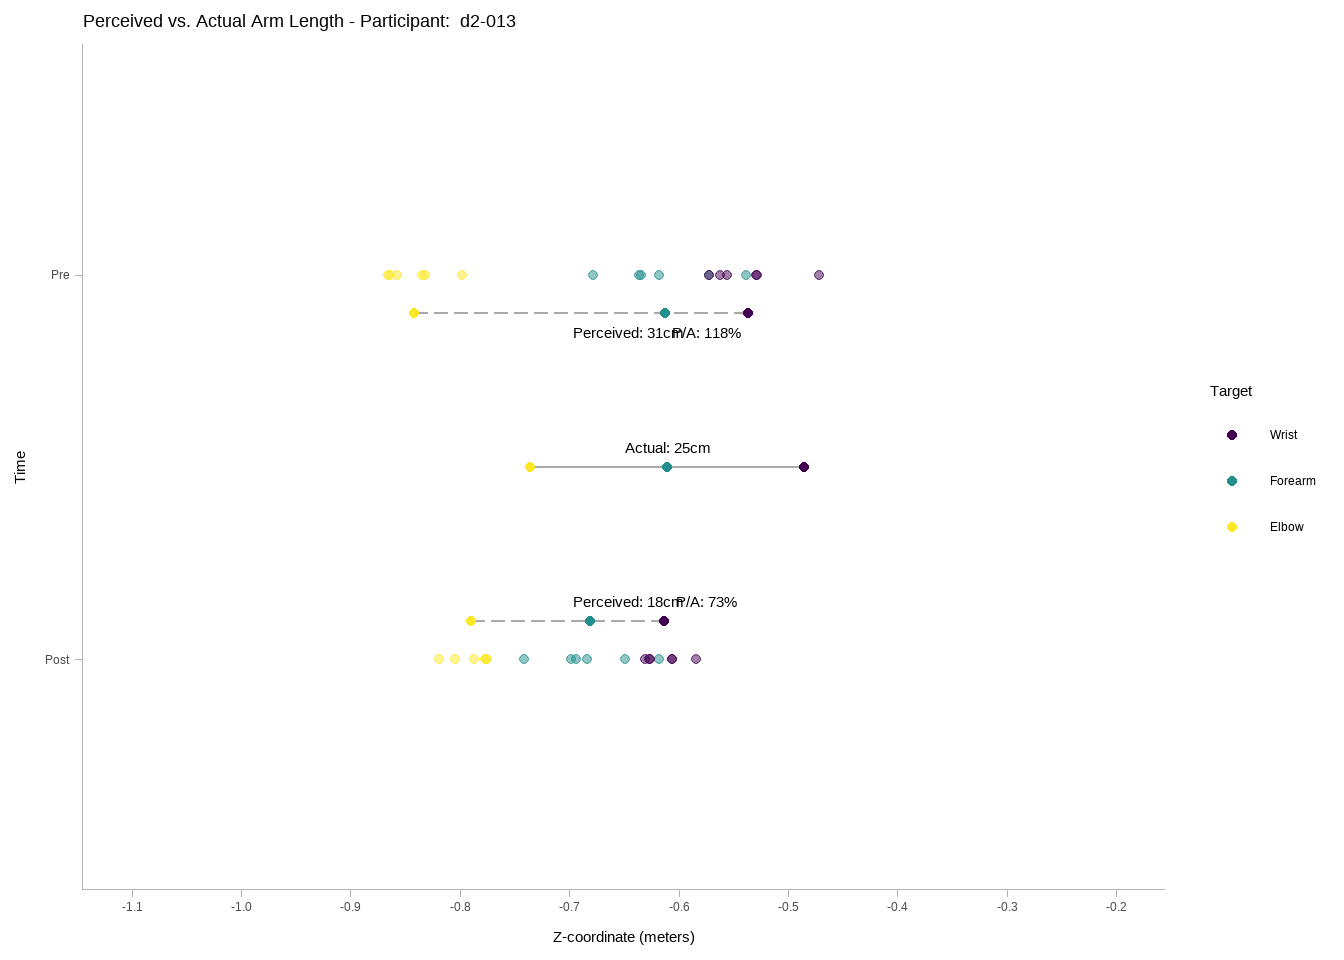 Perceived vs. Actual Arm Length - Participant:  d2-013
Pre
Perceived: 31cm
P/A: 118%
Target
Actual: 25cm
Wrist
Time
Forearm
Elbow
Perceived: 18cm
P/A: 73%
Post
-1.1
-1.0
-0.9
-0.8
-0.7
-0.6
-0.5
-0.4
-0.3
-0.2
Z-coordinate (meters)